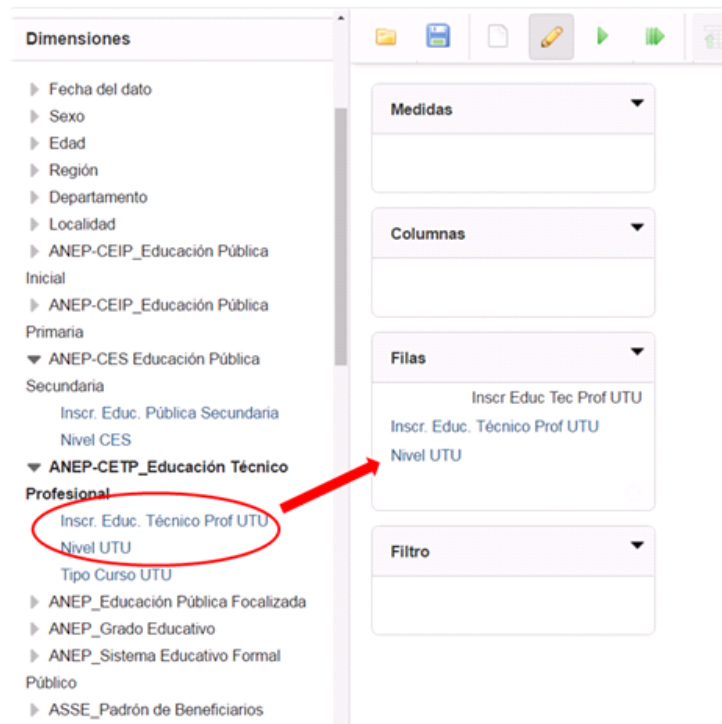 Dimensiones
Fecha del dato
Sexo
Edad
Región
Departamento
Localidad
ANEP-CEIP_Educación Pública
Inicial
ANEP-CEIP_Educación Pública
Primaria
ANEP-CES Educación Pública
Secundaria
Inscr. Educ. Pública Secundaria
Nivel CES
ANEP-CETP_Educación Técnico
Profesional
Inscr. Educ. Técnico Prof UTU
Nivel UTU
Tipo Curso UTU
ANEP_Educación Pública Focalizada
ANEP_Grado Educativo
ANEP_Sistema Educativo Formal
Público
ASSE_Padrón de Beneficiarios
Medidas
Columnas
Filas
Inscr Educ Tec Prof UTU
Inscr. Educ. Técnico Prof UTU
Nivel UTU
Filtro